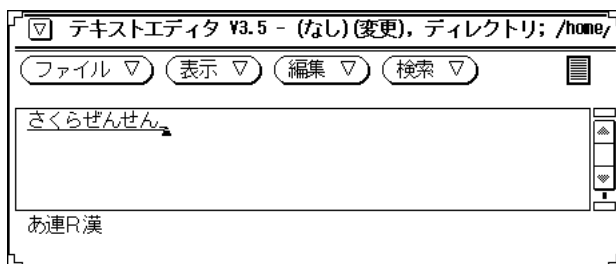 テキストエディタ V3.5 - (なし)(変更), ディレクトリ; /home/
ファイル ▽ 表示 ▽ 編集 ▽ 検索 ▽
さくらぜんせん
あ連R漢